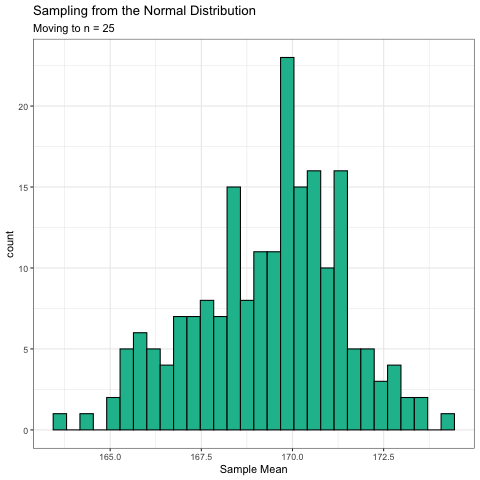 Sampling from the Normal Distribution
Moving to n = 25
20
15
10
5
0
count
165.0 167.5 170.0 172.5
Sample Mean